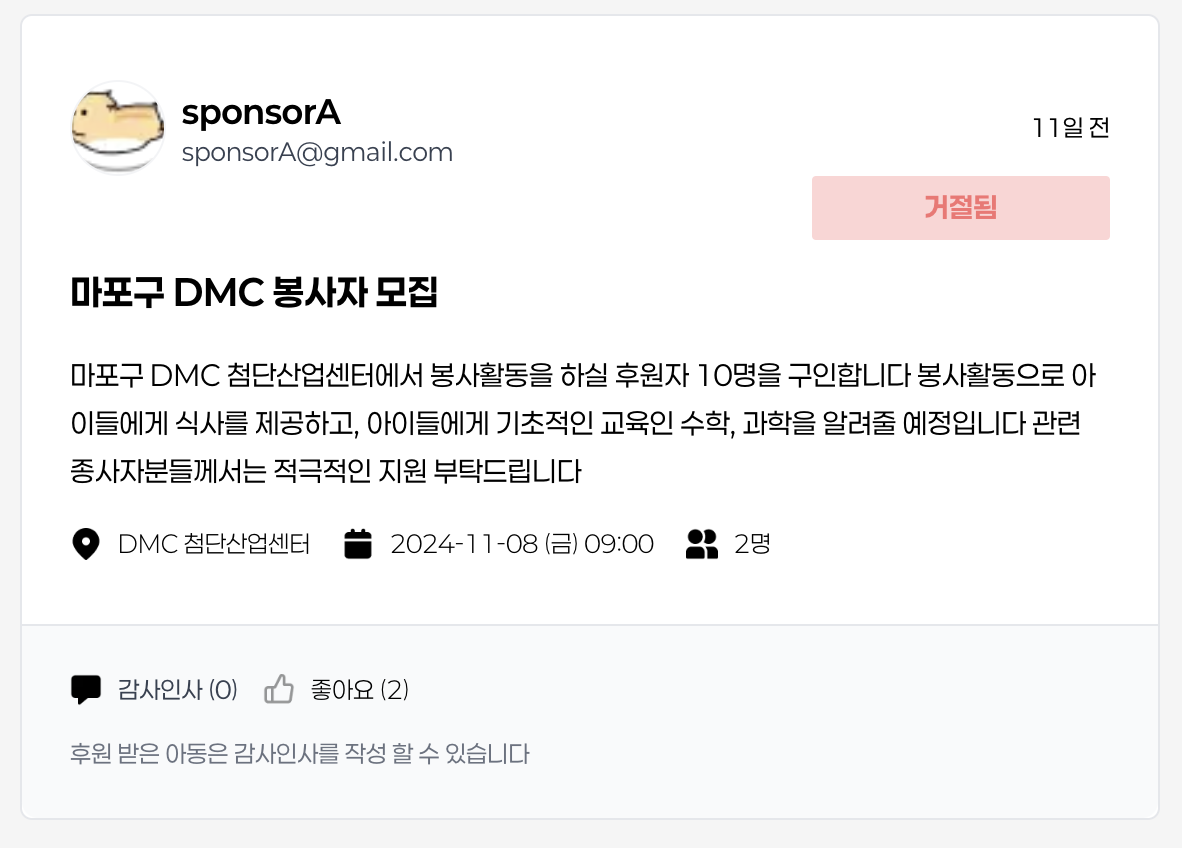 sponsorA
sponsorA@gmail.com
11일 전
거절됨
마포구 DMC 봉사자 모집
마포구 DMC 첨단산업센터에서 봉사활동을 하실 후원자 10명을 구인합니다 봉사활동으로 아
이들에게 식사를 제공하고, 아이들에게 기초적인 교육인 수학, 과학을 알려줄 예정입니다 관련
종사자분들께서는 적극적인 지원 부탁드립니다
DMC 첨단산업센터 2024-11-08 (금) 09:00 2명
감사인사 (0) 좋아요 (2)
후원 받은 아동은 감사인사를 작성 할 수 있습니다